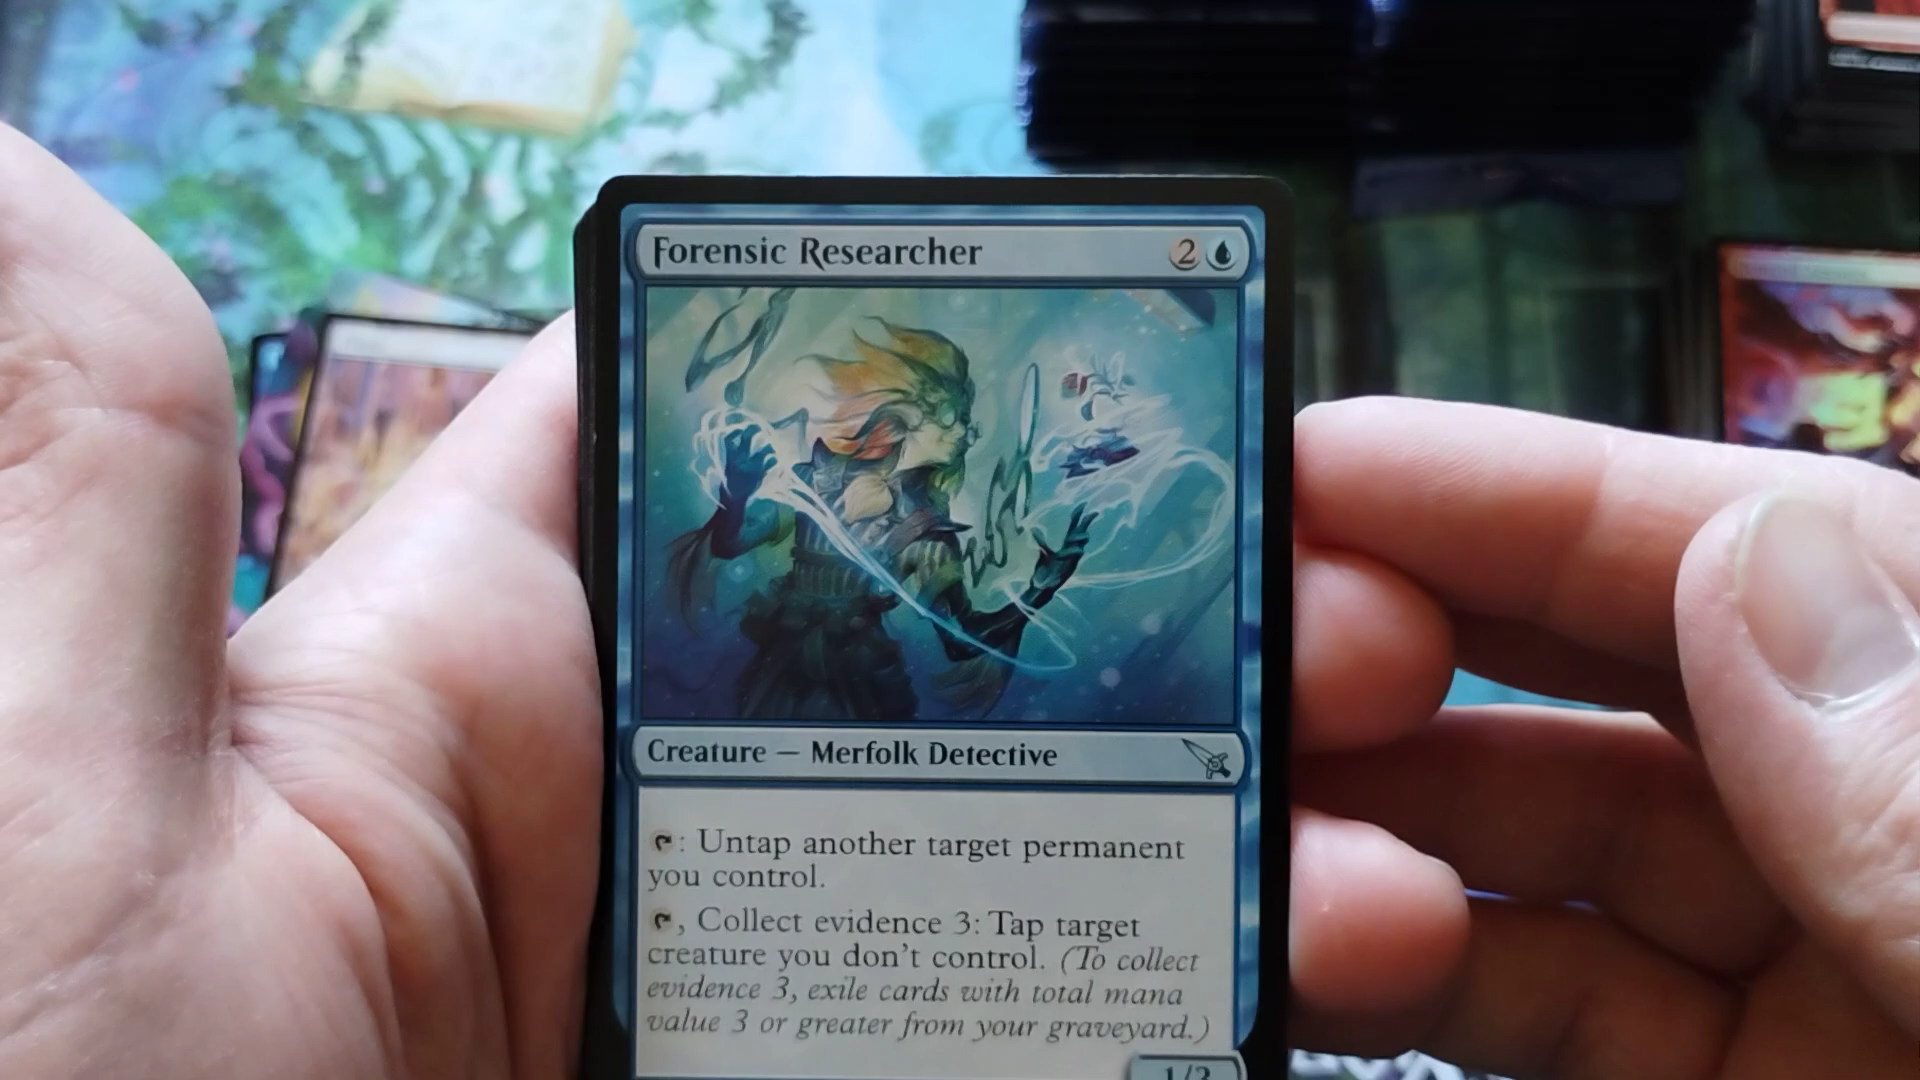 Forensic Researcher 2
Creature — Merfolk Detective
: Untap another target permanent
you control.
, Collect evidence 3: Tap target
creature you don't control. (To collect
evidence 3, exile cards with total mana
value 3 or greater from your graveyard.)